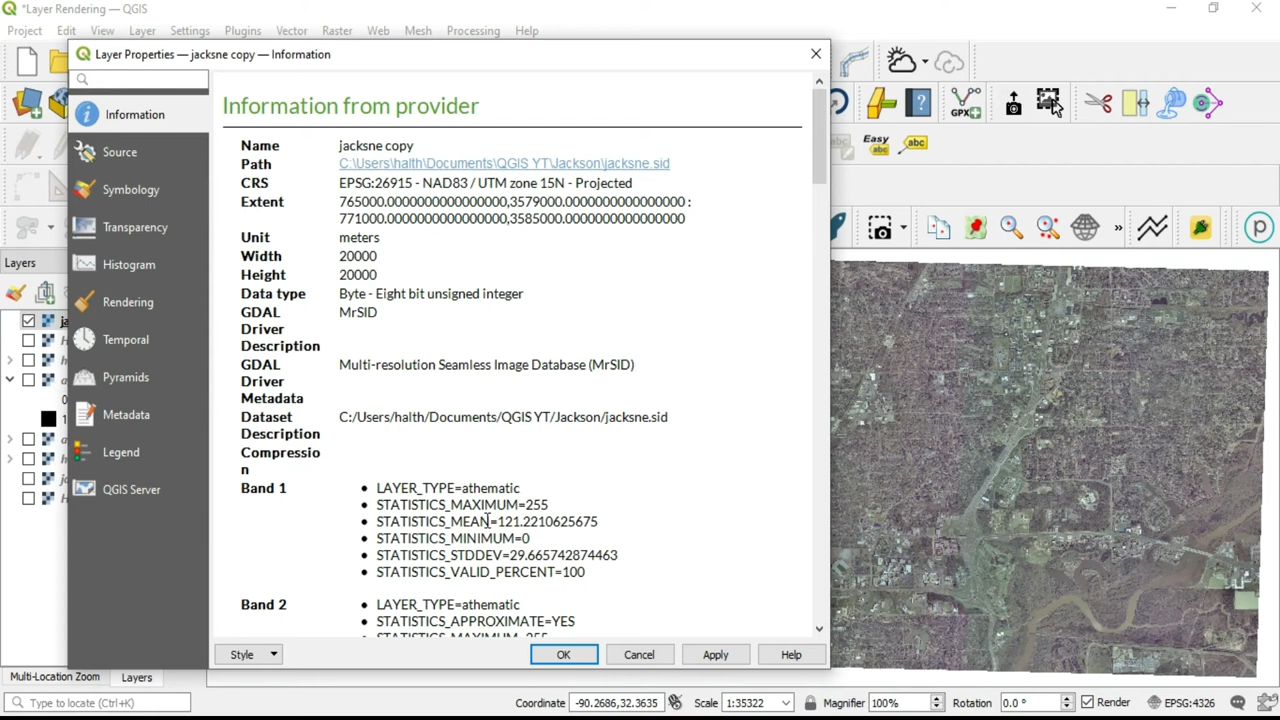 *Layer Rendering — QGIS
Project Edit View Layer Settings Plugins Vector Raster Web Mesh Processing Help
Layer Properties — jacksne copy — Information
Information
Source
Symbology
Transparency
Histogram
Rendering
Temporal
Pyramids
Metadata
Legend
QGIS Server
Information from provider
Name jacksne copy
Path C:\Users\halth\Documents\QGIS YT\Jackson\jacksne.sid
CRS EPSG:26915 - NAD83 / UTM zone 15N - Projected
Extent 765000.0000000000000000,3579000.0000000000000000 :
771000.0000000000000000,3585000.0000000000000000
Unit meters
Width 20000
Height 20000
Data type Byte - Eight bit unsigned integer
GDAL MrSID
Driver
Description
GDAL Multi-resolution Seamless Image Database (MrSID)
Driver
Metadata
Dataset C:/Users/halth/Documents/QGIS YT/Jackson/jacksne.sid
Description
Compressio
n
Band 1
• LAYER_TYPE=athematic
• STATISTICS_MAXIMUM=255
• STATISTICS_MEAN=121.2210625675
• STATISTICS_MINIMUM=0
• STATISTICS_STDDEV=29.665742874463
• STATISTICS_VALID_PERCENT=100
Band 2
• LAYER_TYPE=athematic
• STATISTICS_APPROXIMATE=YES
• STATISTICS_MAXIMUM=255
Style OK Cancel Apply Help
GPX
Easy
abc
abc
Layers
Multi-Location Zoom Layers
Type to locate (Ctrl+K)
Coordinate -90.2686,32.3635 Scale 1:35322 Magnifier 100% Rotation 0.0 ° Render EPSG:4326